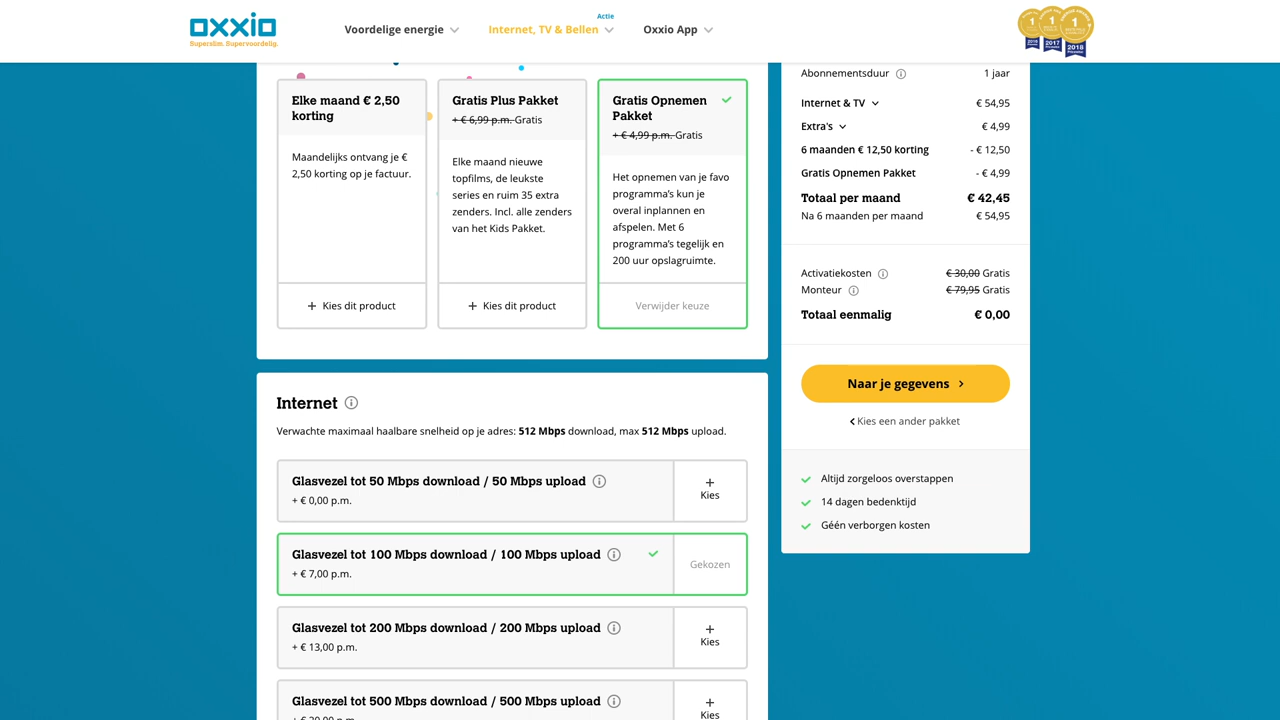 oxxio
Superslim. Supervoordelig.
Voordelige energie
Actie
Internet, TV & Bellen
Oxxio App
1
1
1
2017
2018
Elke maand € 2,50
korting
Maandelijks ontvang je €
2,50 korting op je factuur.
+ Kies dit product
Gratis Plus Pakket
+ € 6,99 p.m. Gratis
Elke maand nieuwe
topfilms, de leukste
series en ruim 35 extra
zenders. Incl. alle zenders
van het Kids Pakket.
+ Kies dit product
Gratis Opnemen
Pakket
+ € 4,99 p.m. Gratis
Het opnemen van je favo
programma's kun je
overal inplannen en
afspelen. Met 6
programma's tegelijk en
200 uur opslagruimte.
Verwijder keuze
Internet
Verwachte maximaal haalbare snelheid op je adres: 512 Mbps download, max 512 Mbps upload.
Glasvezel tot 50 Mbps download / 50 Mbps upload
+ € 0,00 p.m.
+
Kies
Glasvezel tot 100 Mbps download / 100 Mbps upload
+ € 7,00 p.m.
Gekozen
Glasvezel tot 200 Mbps download / 200 Mbps upload
+ € 13,00 p.m.
+
Kies
Glasvezel tot 500 Mbps download / 500 Mbps upload
+
Kies
Abonnementsduur 1 jaar
Internet & TV € 54,95
Extra's € 4,99
6 maanden € 12,50 korting - € 12,50
Gratis Opnemen Pakket - € 4,99
Totaal per maand € 42,45
Na 6 maanden per maand € 54,95
Activatiekosten € 30,00 Gratis
Monteur € 79,95 Gratis
Totaal eenmalig € 0,00
Naar je gegevens
Kies een ander pakket
Altijd zorgeloos overstappen
14 dagen bedenktijd
Géén verborgen kosten